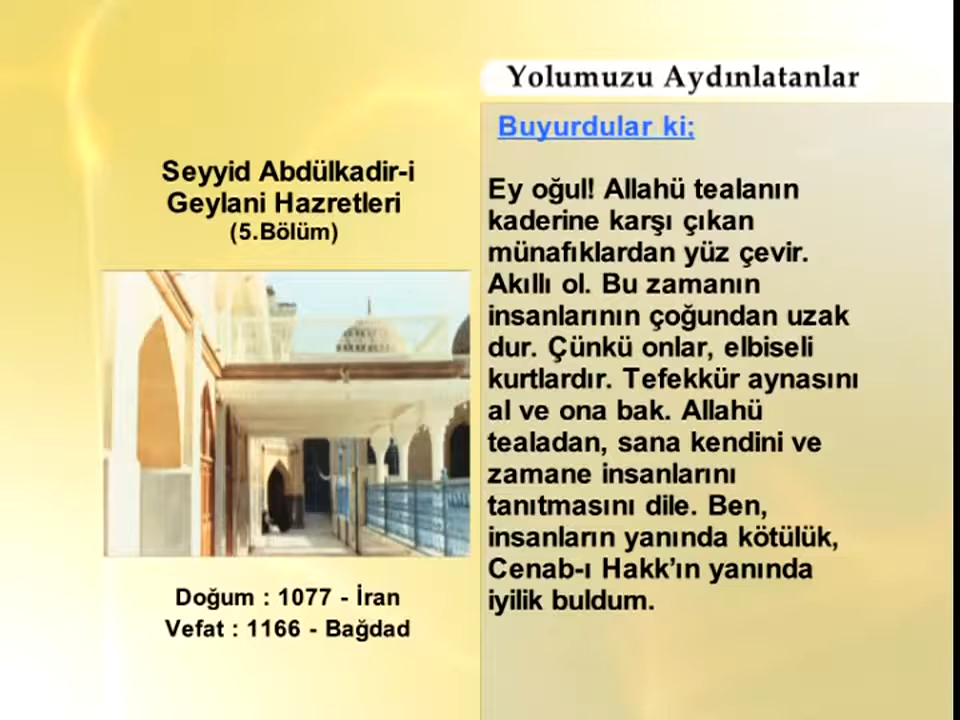 Yolumuzu Aydınlatanlar
Seyyid Abdülkadir-i
Geylani Hazretleri
(5.Bölüm)
Doğum : 1077 - İran
Vefat : 1166 - Bağdad
Buyurdular ki;
Ey oğul! Allahü tealanın
kaderine karşı çıkan
münafıklardan yüz çevir.
Akıllı ol. Bu zamanın
insanlarının çoğundan uzak
dur. Çünkü onlar, elbiseli
kurtlardır. Tefekkür aynasını
al ve ona bak. Allahü
tealadan, sana kendini ve
zamane insanlarını
tanıtmasını dile. Ben,
insanların yanında kötülük,
Cenab-ı Hakk’ın yanında
iyilik buldum.